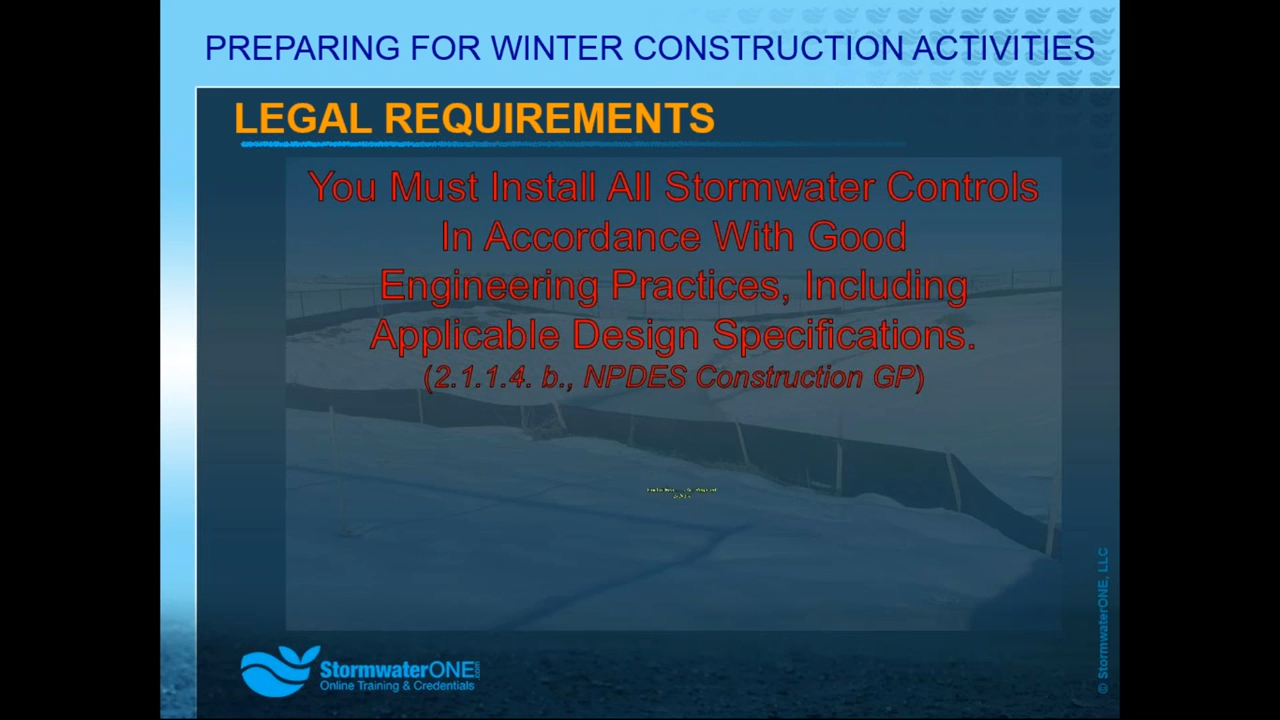 PREPARING FOR WINTER CONSTRUCTION ACTIVITIES
LEGAL REQUIREMENTS
You Must Install All Stormwater Controls
In Accordance With Good
Engineering Practices, Including
Applicable Design Specifications.
(2.1.1.4. b., NPDES Construction GP)
StormwaterONE.com
Online Training & Credentials
© StormwaterONE, LLC